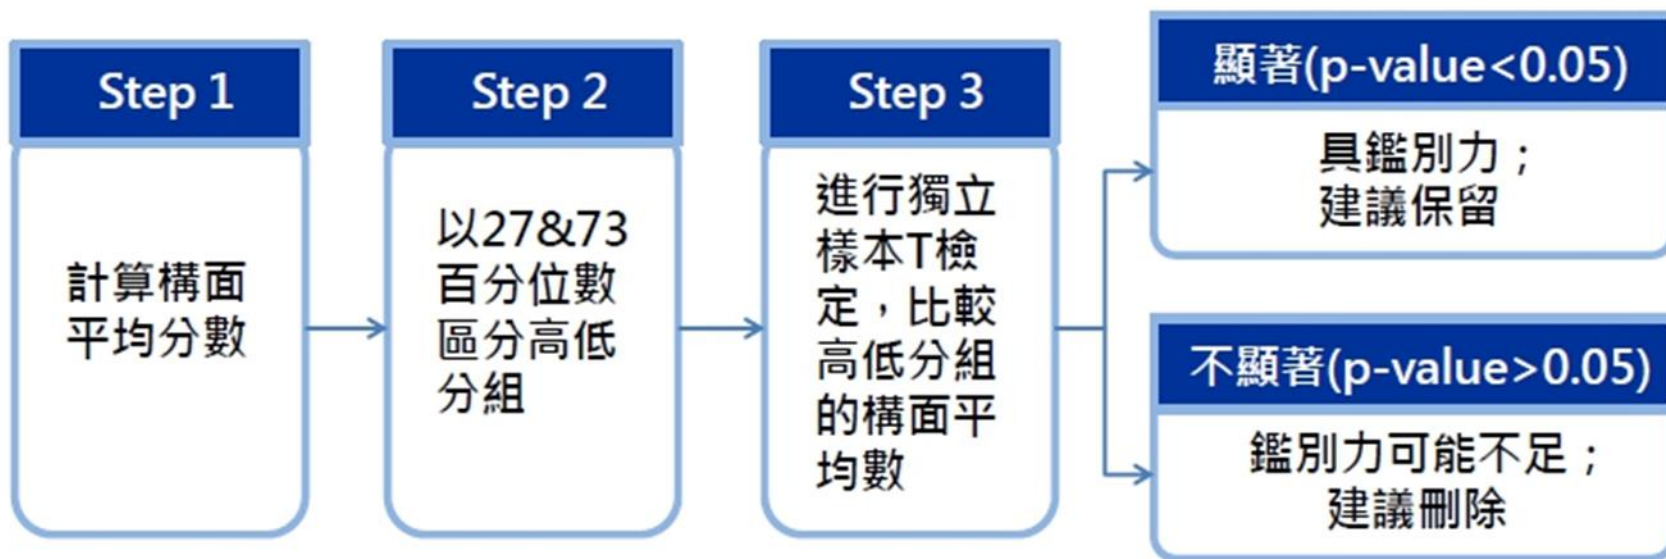 Step 1
計算構面
平均分數
Step 2
以27&73
百分位數
區分高低
分組
Step 3
進行獨立
樣本T檢
定，比較
高低分組
的構面平
均數
顯著(p-value<0.05)
具鑑別力；
建議保留
不顯著(p-value>0.05)
鑑別力可能不足；
建議刪除